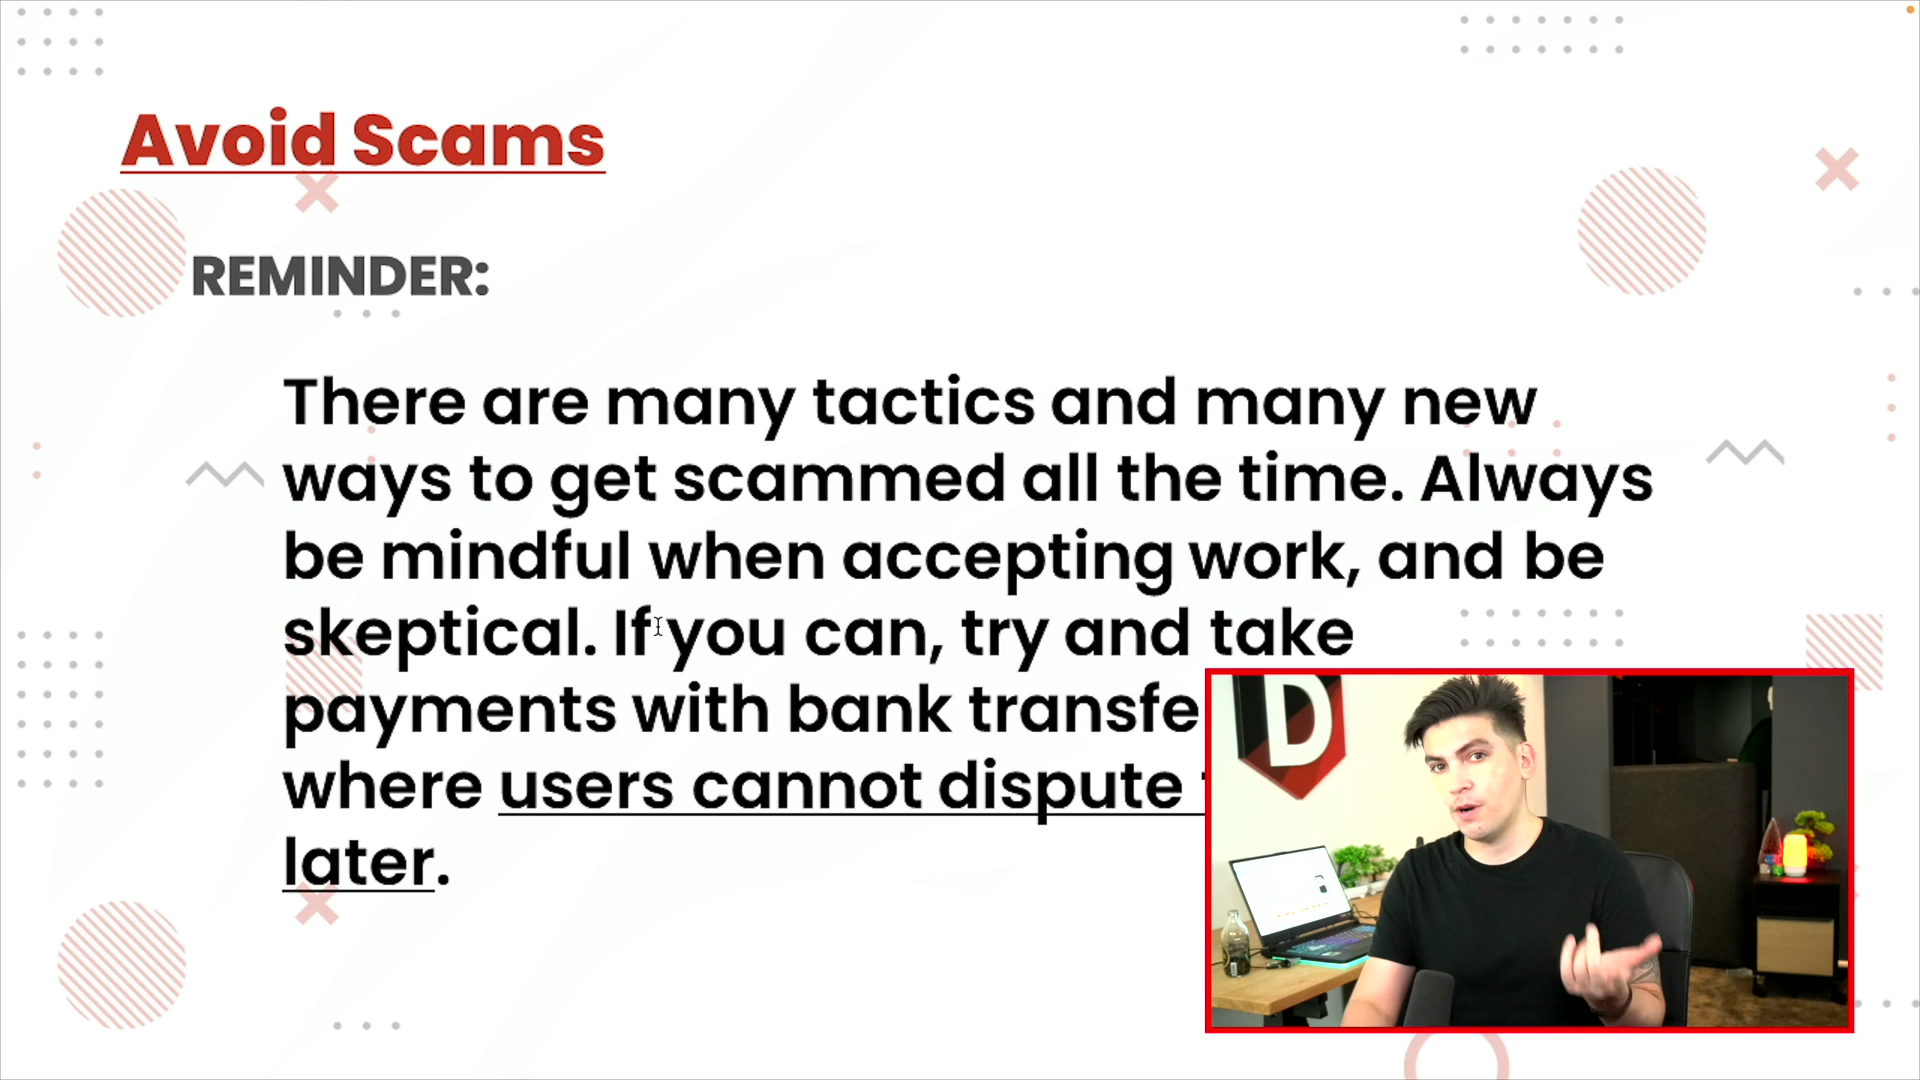 Avoid Scams
REMINDER:
There are many tactics and many new
ways to get scammed all the time. Always
be mindful when accepting work, and be
skeptical. If you can, try and take
payments with bank transfe
where users cannot dispute
later.
D